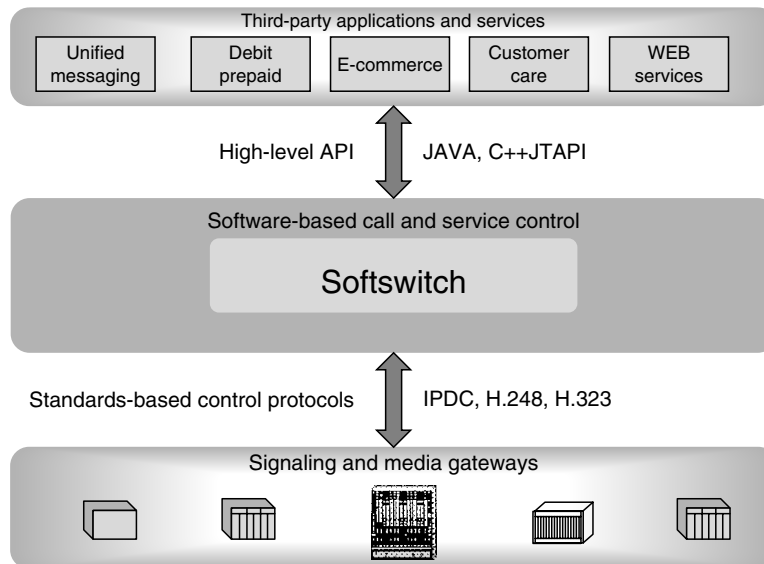 Third-party applications and services
Unified
messaging
Debit
prepaid
E-commerce
Customer
care
WEB
services
High-level API
JAVA, C++JTAPI
Software-based call and service control
Softswitch
Standards-based control protocols
IPDC, H.248, H.323
Signaling and media gateways